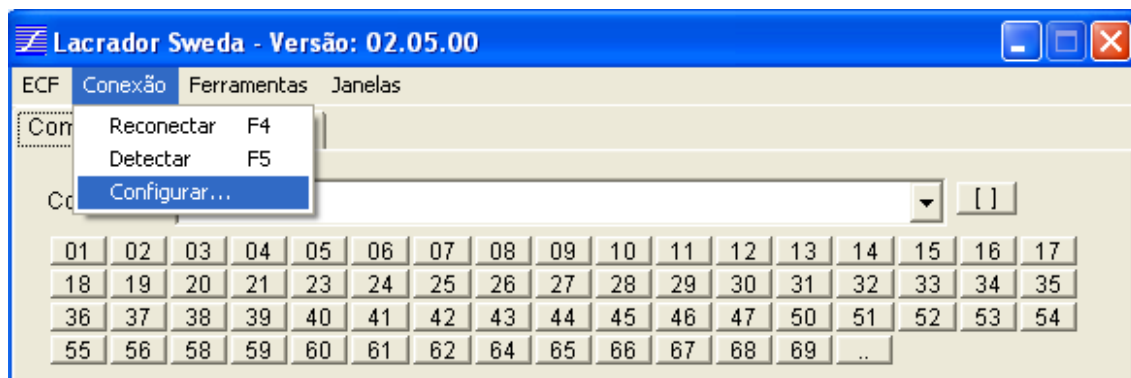 Lacrador Sweda - Versão: 02.05.00
ECF Conexão Ferramentas Janelas
Reconectar F4
Detectar F5
Configurar...
[ ]
01 02 03 04 05 06 07 08 09 10 11 12 13 14 15 16 17
18 19 20 21 23 24 25 26 27 28 29 30 31 32 33 34 35
36 37 38 39 40 41 42 43 44 45 46 47 50 51 52 53 54
55 56 58 59 60 61 62 64 65 66 67 68 69 ..